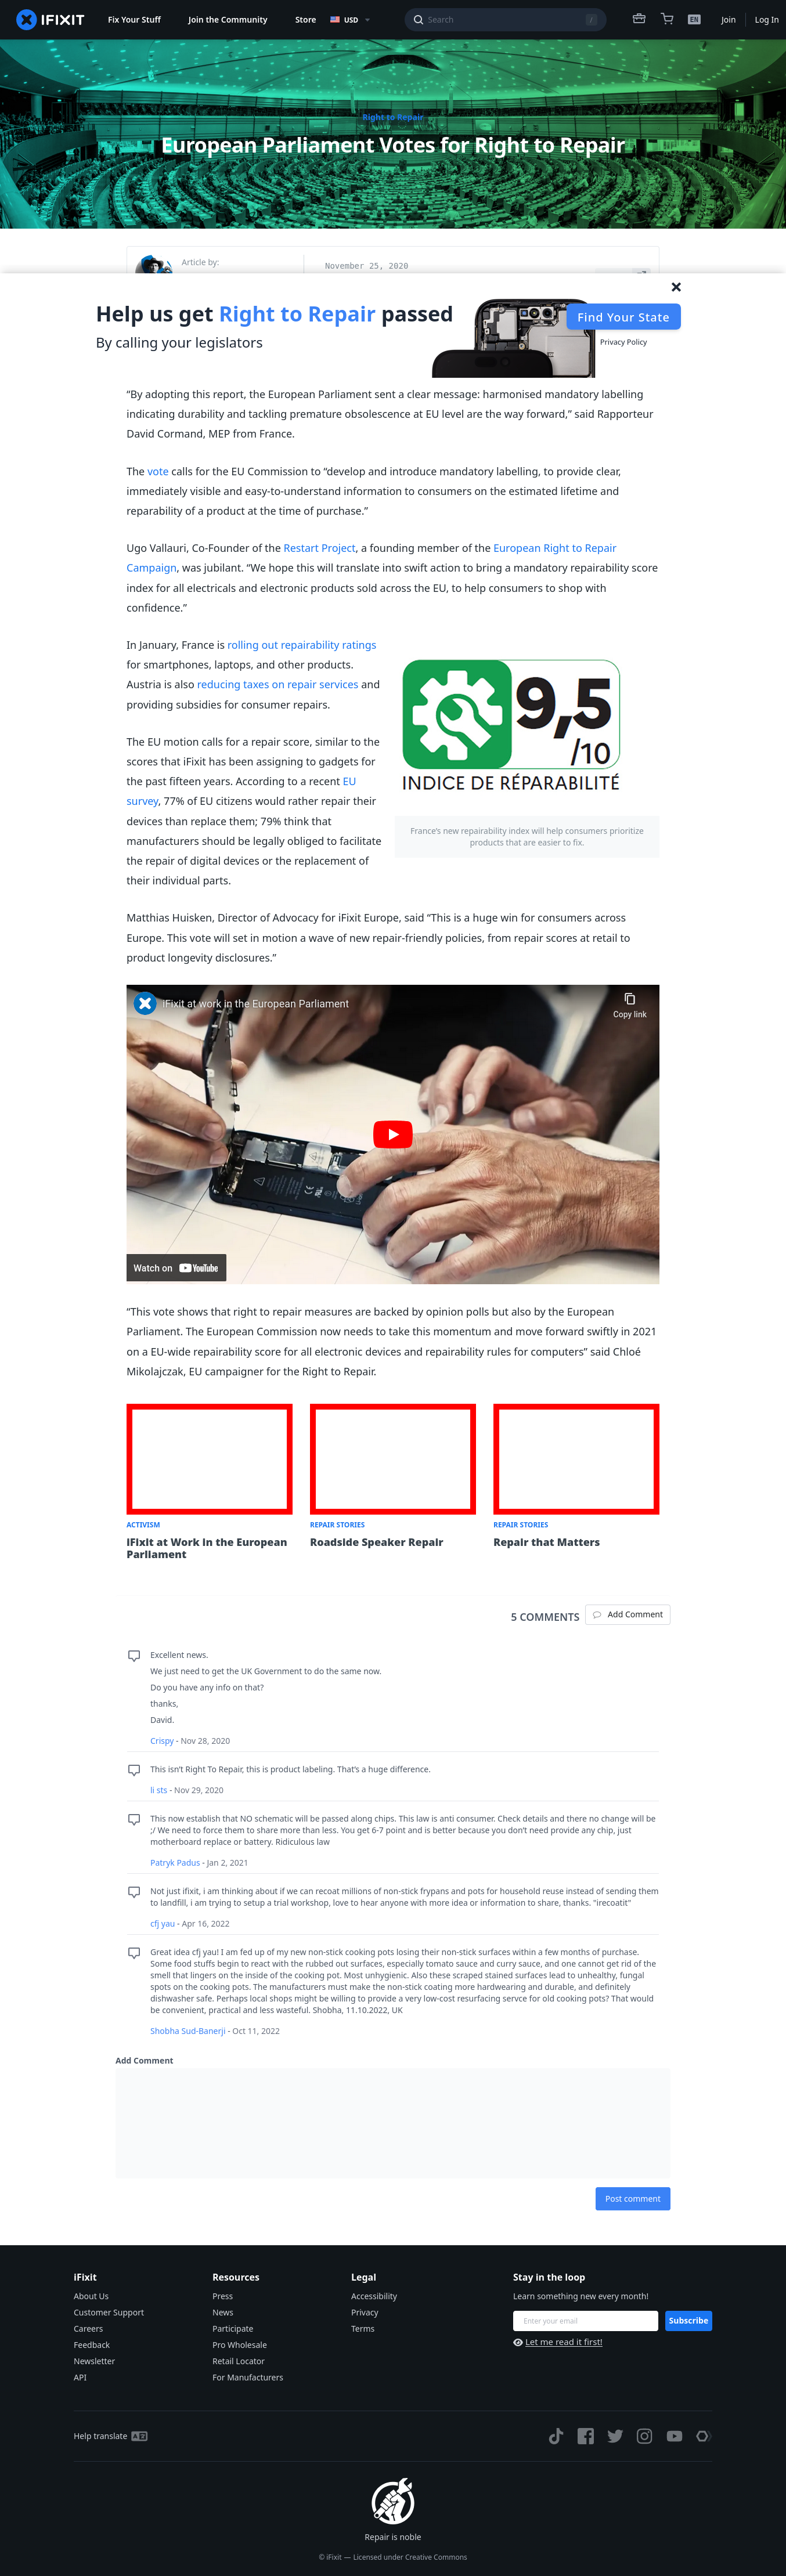 IFIXIT
Fix Your Stuff
Join the Community
Store
USD
Search
/
EN
Join
Log In
Right to Repair
European Parliament Votes for Right to Repair
Article by:
November 25, 2020
Help us get Right to Repair passed
By calling your legislators
Find Your State
Privacy Policy
“By adopting this report, the European Parliament sent a clear message: harmonised mandatory labelling
indicating durability and tackling premature obsolescence at EU level are the way forward,” said Rapporteur
David Cormand, MEP from France.
The vote calls for the EU Commission to “develop and introduce mandatory labelling, to provide clear,
immediately visible and easy-to-understand information to consumers on the estimated lifetime and
reparability of a product at the time of purchase.”
Ugo Vallauri, Co-Founder of the Restart Project, a founding member of the European Right to Repair
Campaign, was jubilant. “We hope this will translate into swift action to bring a mandatory repairability score
index for all electricals and electronic products sold across the EU, to help consumers to shop with
confidence.”
In January, France is rolling out repairability ratings
for smartphones, laptops, and other products.
Austria is also reducing taxes on repair services and
providing subsidies for consumer repairs.
The EU motion calls for a repair score, similar to the
scores that iFixit has been assigning to gadgets for
the past fifteen years. According to a recent EU
survey, 77% of EU citizens would rather repair their
devices than replace them; 79% think that
manufacturers should be legally obliged to facilitate
the repair of digital devices or the replacement of
their individual parts.
9,5
/10
INDICE DE RÉPARABILITÉ
France’s new repairability index will help consumers prioritize
products that are easier to fix.
Matthias Huisken, Director of Advocacy for iFixit Europe, said “This is a huge win for consumers across
Europe. This vote will set in motion a wave of new repair-friendly policies, from repair scores at retail to
product longevity disclosures.”
iFixit at work in the European Parliament
Copy link
Watch on YouTube
“This vote shows that right to repair measures are backed by opinion polls but also by the European
Parliament. The European Commission now needs to take this momentum and move forward swiftly in 2021
on a EU-wide repairability score for all electronic devices and repairability rules for computers” said Chloé
Mikolajczak, EU campaigner for the Right to Repair.
ACTIVISM
iFixit at Work in the European
Parliament
REPAIR STORIES
Roadside Speaker Repair
REPAIR STORIES
Repair that Matters
5 COMMENTS
Add Comment
Excellent news.
We just need to get the UK Government to do the same now.
Do you have any info on that?
thanks,
David.
Crispy - Nov 28, 2020
This isn’t Right To Repair, this is product labeling. That’s a huge difference.
li sts - Nov 29, 2020
This now establish that NO schematic will be passed along chips. This law is anti consumer. Check details and there no change will be
;/ We need to force them to share more than less. You get 6-7 point and is better because you don’t need provide any chip, just
motherboard replace or battery. Ridiculous law
Patryk Padus - Jan 2, 2021
Not just ifixit, i am thinking about if we can recoat millions of non-stick frypans and pots for household reuse instead of sending them
to landfill, i am trying to setup a trial workshop, love to hear anyone with more idea or information to share, thanks. “irecoatit”
cfj yau - Apr 16, 2022
Great idea cfj yau! I am fed up of my new non-stick cooking pots losing their non-stick surfaces within a few months of purchase.
Some food stuffs begin to react with the rubbed out surfaces, especially tomato sauce and curry sauce, and one cannot get rid of the
smell that lingers on the inside of the cooking pot. Most unhygienic. Also these scraped stained surfaces lead to unhealthy, fungal
spots on the cooking pots. The manufacturers must make the non-stick coating more hardwearing and durable, and definitely
dishwasher safe. Perhaps local shops might be willing to provide a very low-cost resurfacing servce for old cooking pots? That would
be convenient, practical and less wasteful. Shobha, 11.10.2022, UK
Shobha Sud-Banerji - Oct 11, 2022
Add Comment
Post comment
iFixit
About Us
Customer Support
Careers
Feedback
Newsletter
API
Resources
Press
News
Participate
Pro Wholesale
Retail Locator
For Manufacturers
Legal
Accessibility
Privacy
Terms
Stay in the loop
Learn something new every month!
Enter your email
Subscribe
Let me read it first!
Help translate
Repair is noble
© iFixit — Licensed under Creative Commons